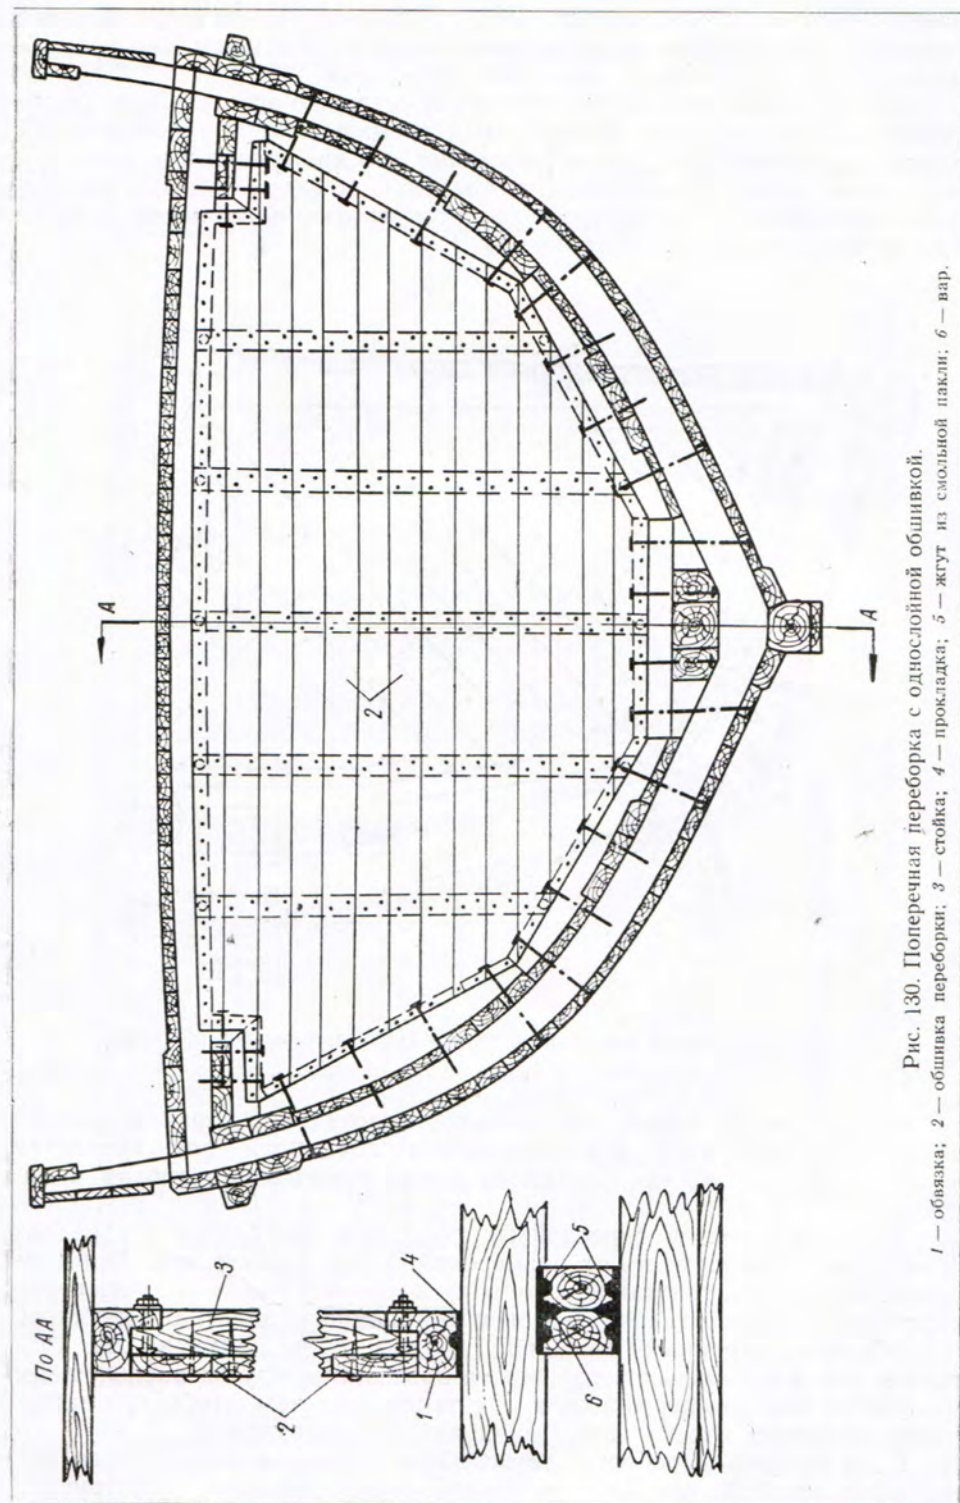 По АА
3
2
4
1
5
6
А
2
А
Рис. 130. Поперечная переборка с однослойной обшивкой.
1 — обвязка; 2 — обшивка переборки; 3 — стойка; 4 — прокладка; 5 — жгут из смольной пакли; 6 — вар.